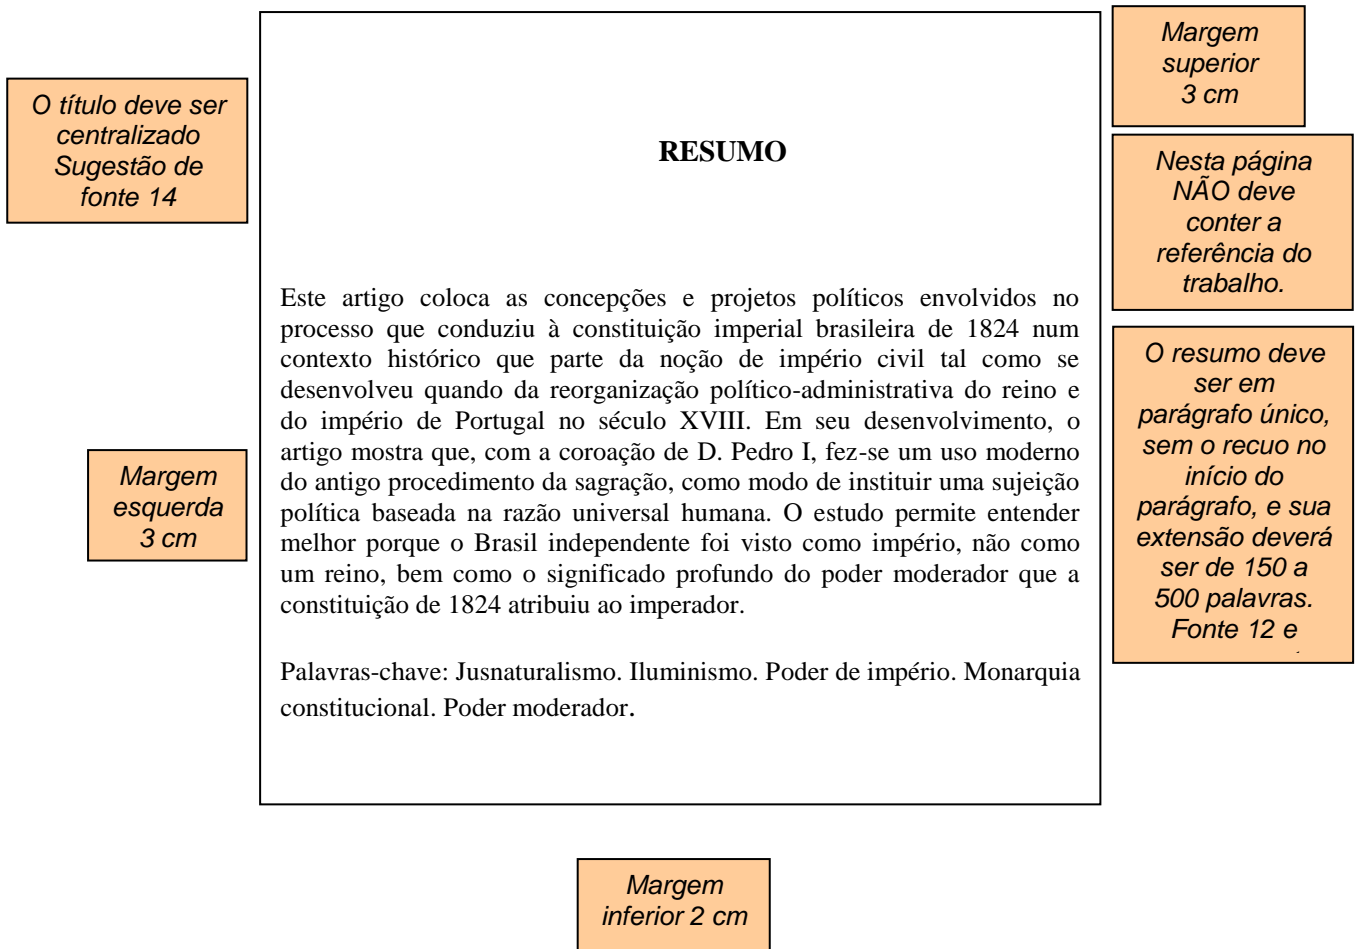 Margem
superior
3 cm
O título deve ser
centralizado
Sugestão de
fonte 14
RESUMO
Nesta página
NÃO deve
conter a
referência do
trabalho.
Este artigo coloca as concepções e projetos políticos envolvidos no
processo que conduziu à constituição imperial brasileira de 1824 num
contexto histórico que parte da noção de império civil tal como se
desenvolveu quando da reorganização político-administrativa do reino e
do império de Portugal no século XVIII. Em seu desenvolvimento, o
artigo mostra que, com a coroação de D. Pedro I, fez-se um uso moderno
do antigo procedimento da sagração, como modo de instituir uma sujeição
política baseada na razão universal humana. O estudo permite entender
melhor porque o Brasil independente foi visto como império, não como
um reino, bem como o significado profundo do poder moderador que a
constituição de 1824 atribuiu ao imperador.
Palavras-chave: Jusnaturalismo. Iluminismo. Poder de império. Monarquia
constitucional. Poder moderador.
O resumo deve
ser em
parágrafo único,
sem o recuo no
início do
parágrafo, e sua
extensão deverá
ser de 150 a
500 palavras.
Fonte 12 e
Margem
esquerda
3 cm
Margem
inferior 2 cm